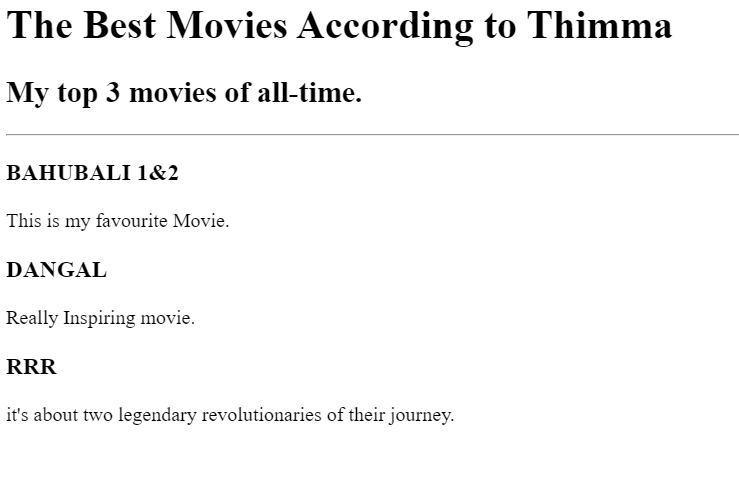 The Best Movies According to Thimma
My top 3 movies of all-time.
BAHUBALI 1&2
This is my favourite Movie.
DANGAL
Really Inspiring movie.
RRR
it's about two legendary revolutionaries of their journey.